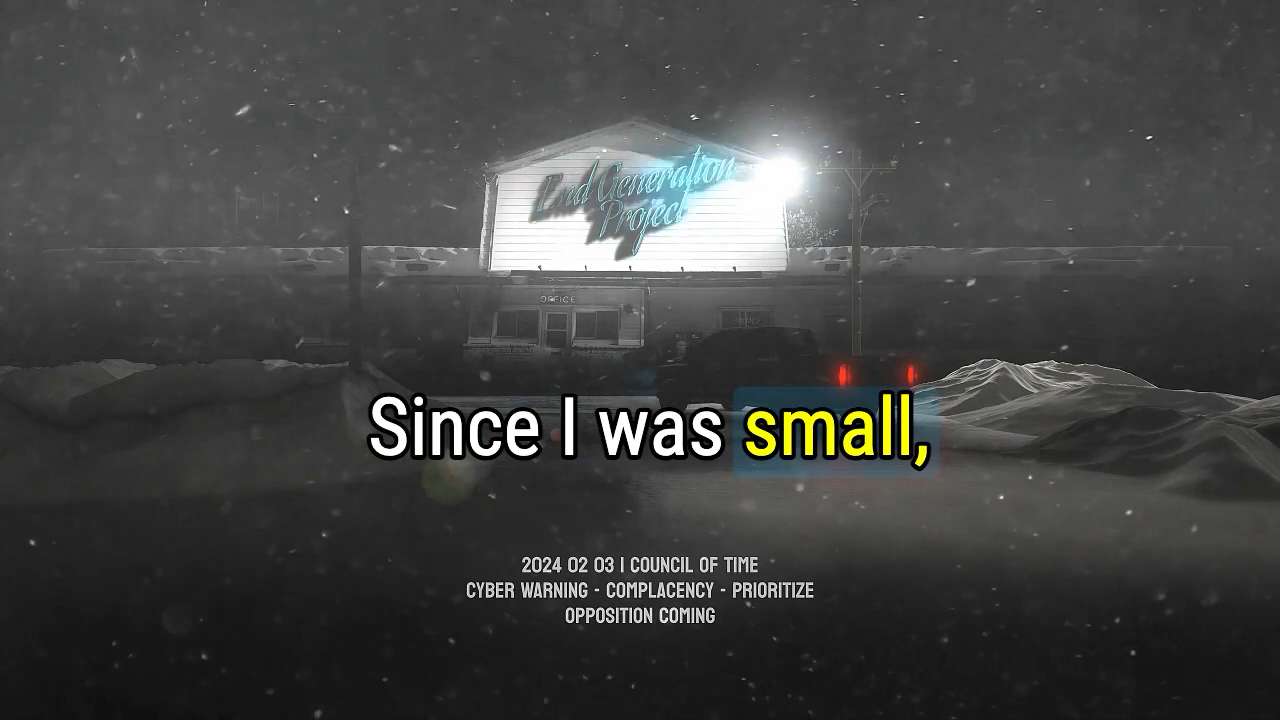 End Generation
Project
OFFICE
Since I was small,
2024 02 03 | COUNCIL OF TIME
CYBER WARNING - COMPLACENCY - PRIORITIZE
OPPOSITION COMING